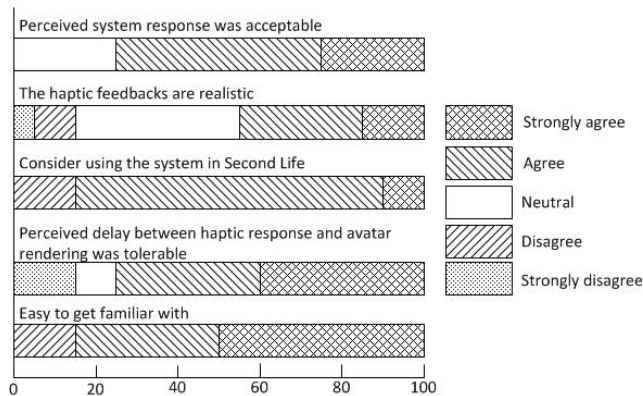 Perceived system response was acceptable
The haptic feedbacks are realistic
Consider using the system in Second Life
Perceived delay between haptic response and avatar
rendering was tolerable
Easy to get familiar with
0 20 40 60 80 100
Strongly agree
Agree
Neutral
Disagree
Strongly disagree